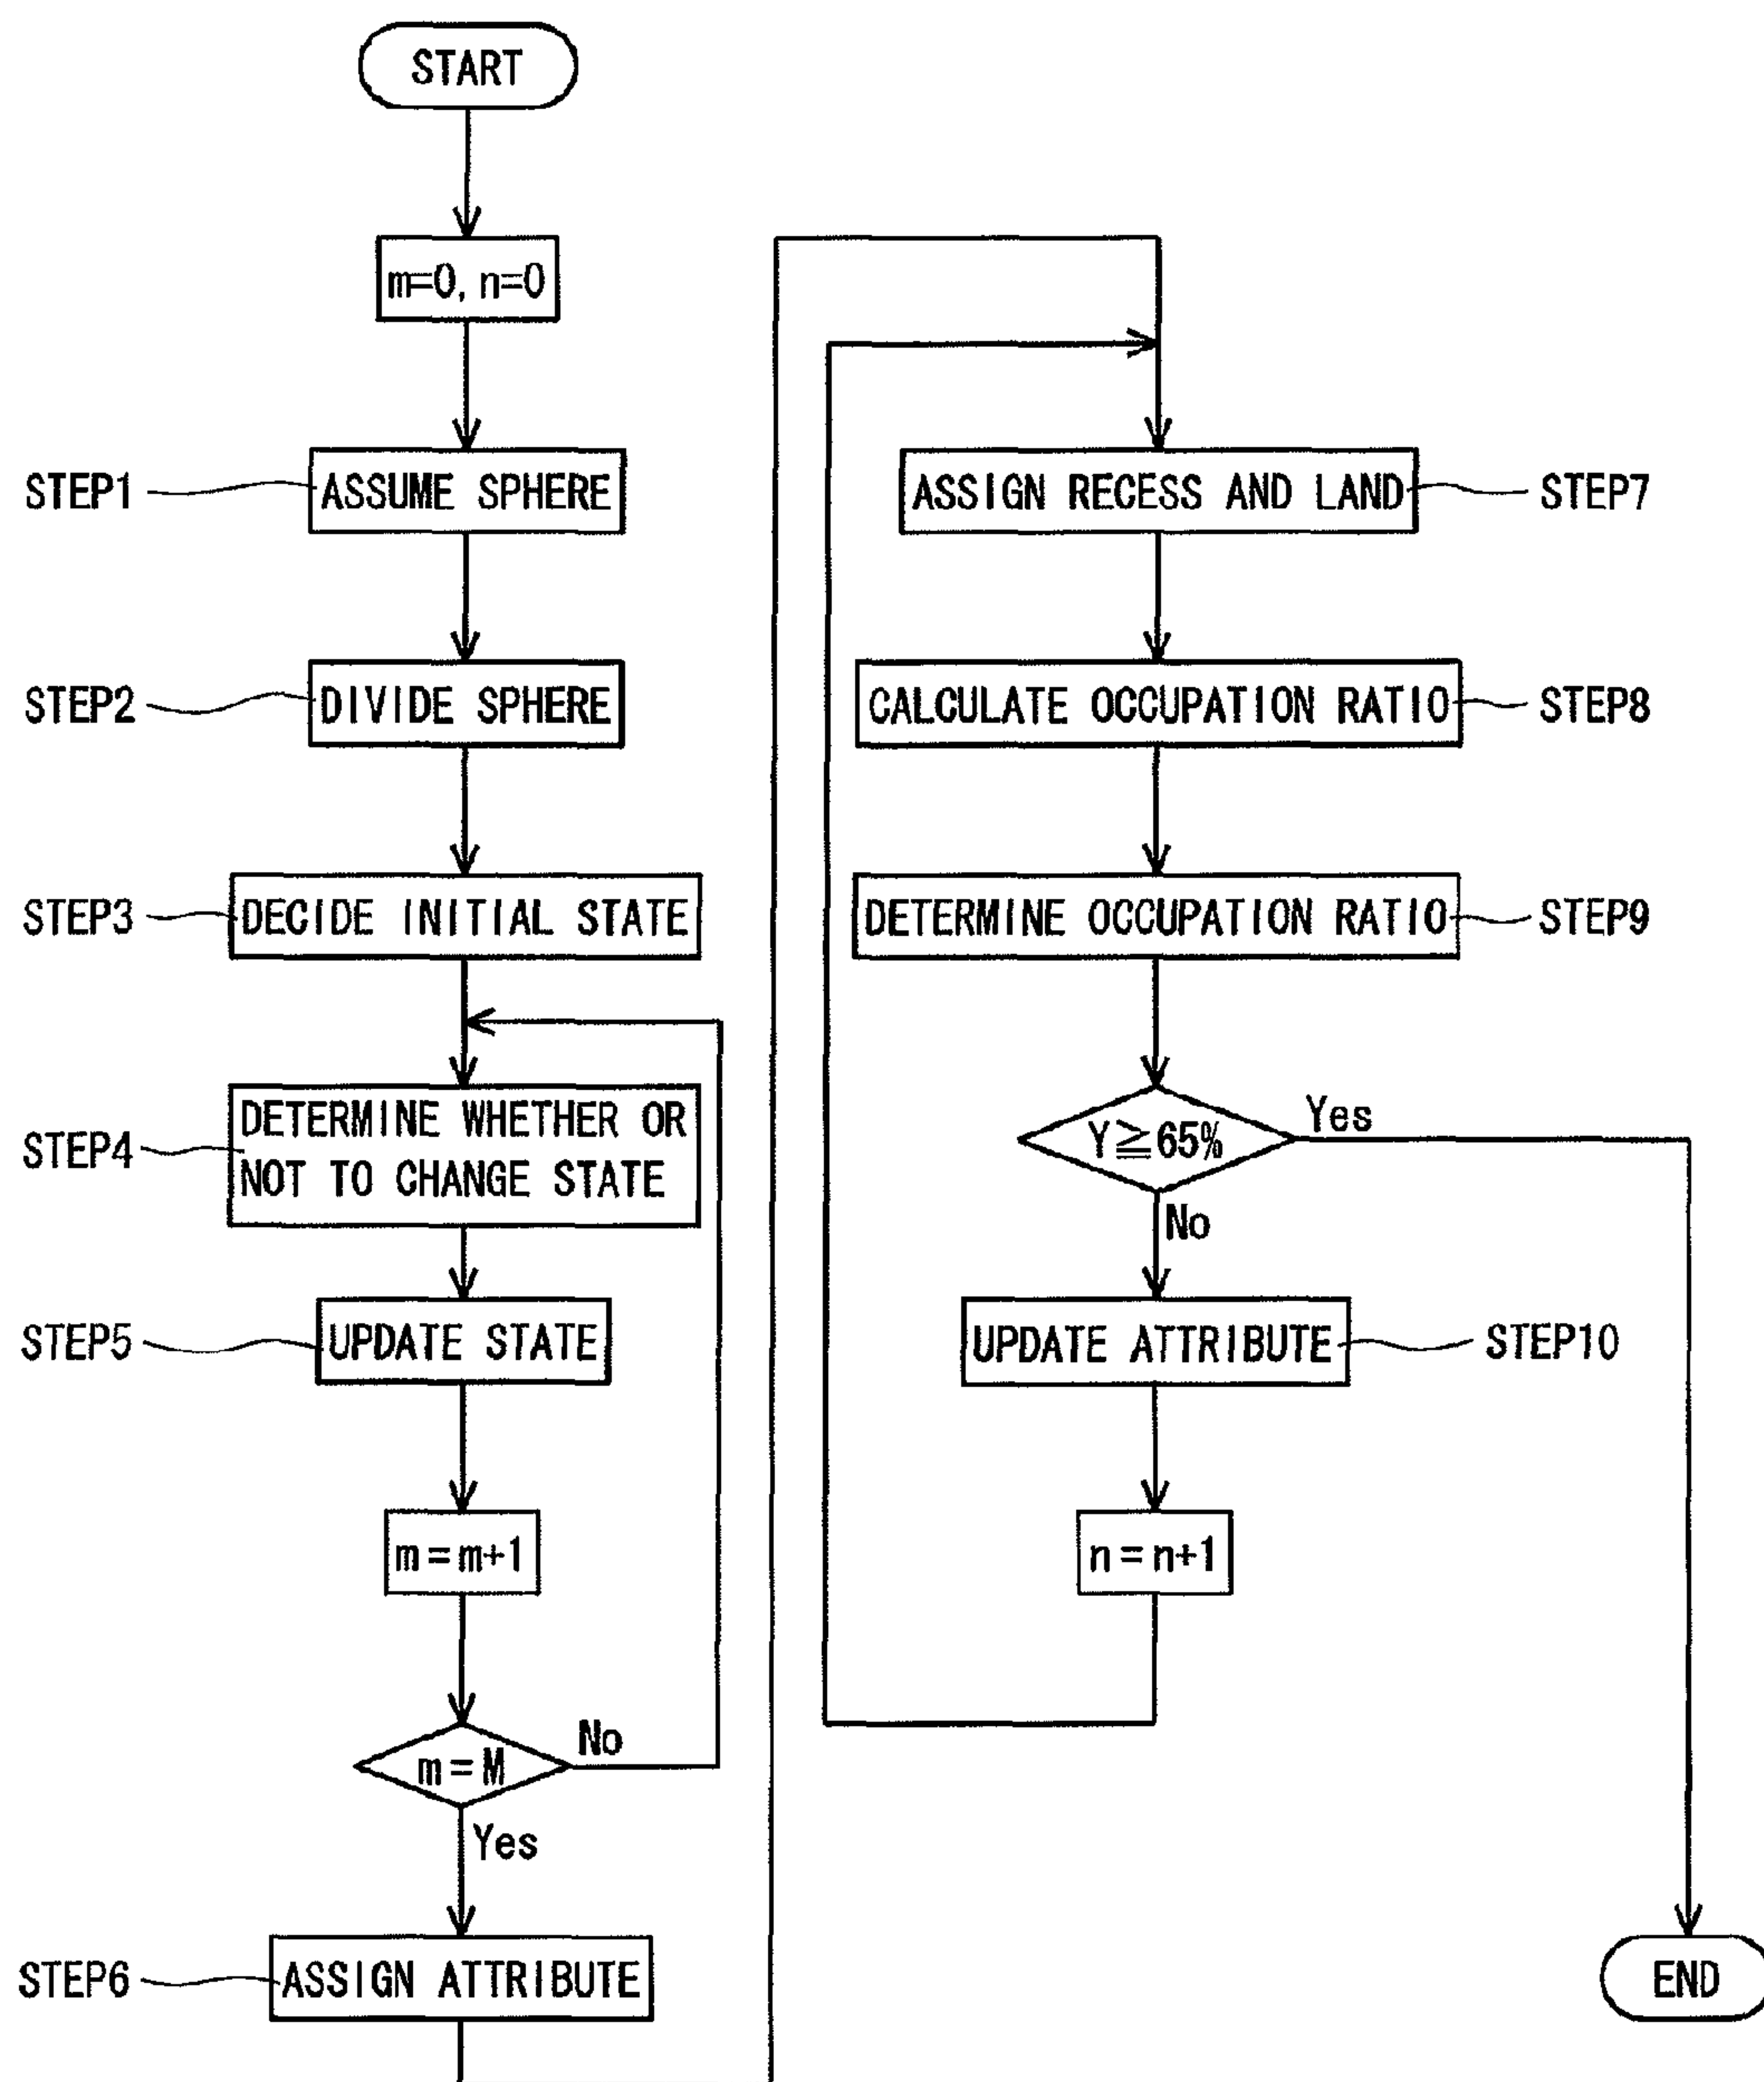 START
m=0, n=0
STEP1
ASSUME SPHERE
STEP2
DIVIDE SPHERE
STEP3
DECIDE INITIAL STATE
STEP4
DETERMINE WHETHER OR
NOT TO CHANGE STATE
STEP5
UPDATE STATE
m=m+1
m=M
No
Yes
STEP6
ASSIGN ATTRIBUTE
ASSIGN RECESS AND LAND
STEP7
CALCULATE OCCUPATION RATIO
STEP8
DETERMINE OCCUPATION RATIO
STEP9
Y≧65%
Yes
No
UPDATE ATTRIBUTE
STEP10
n=n+1
END